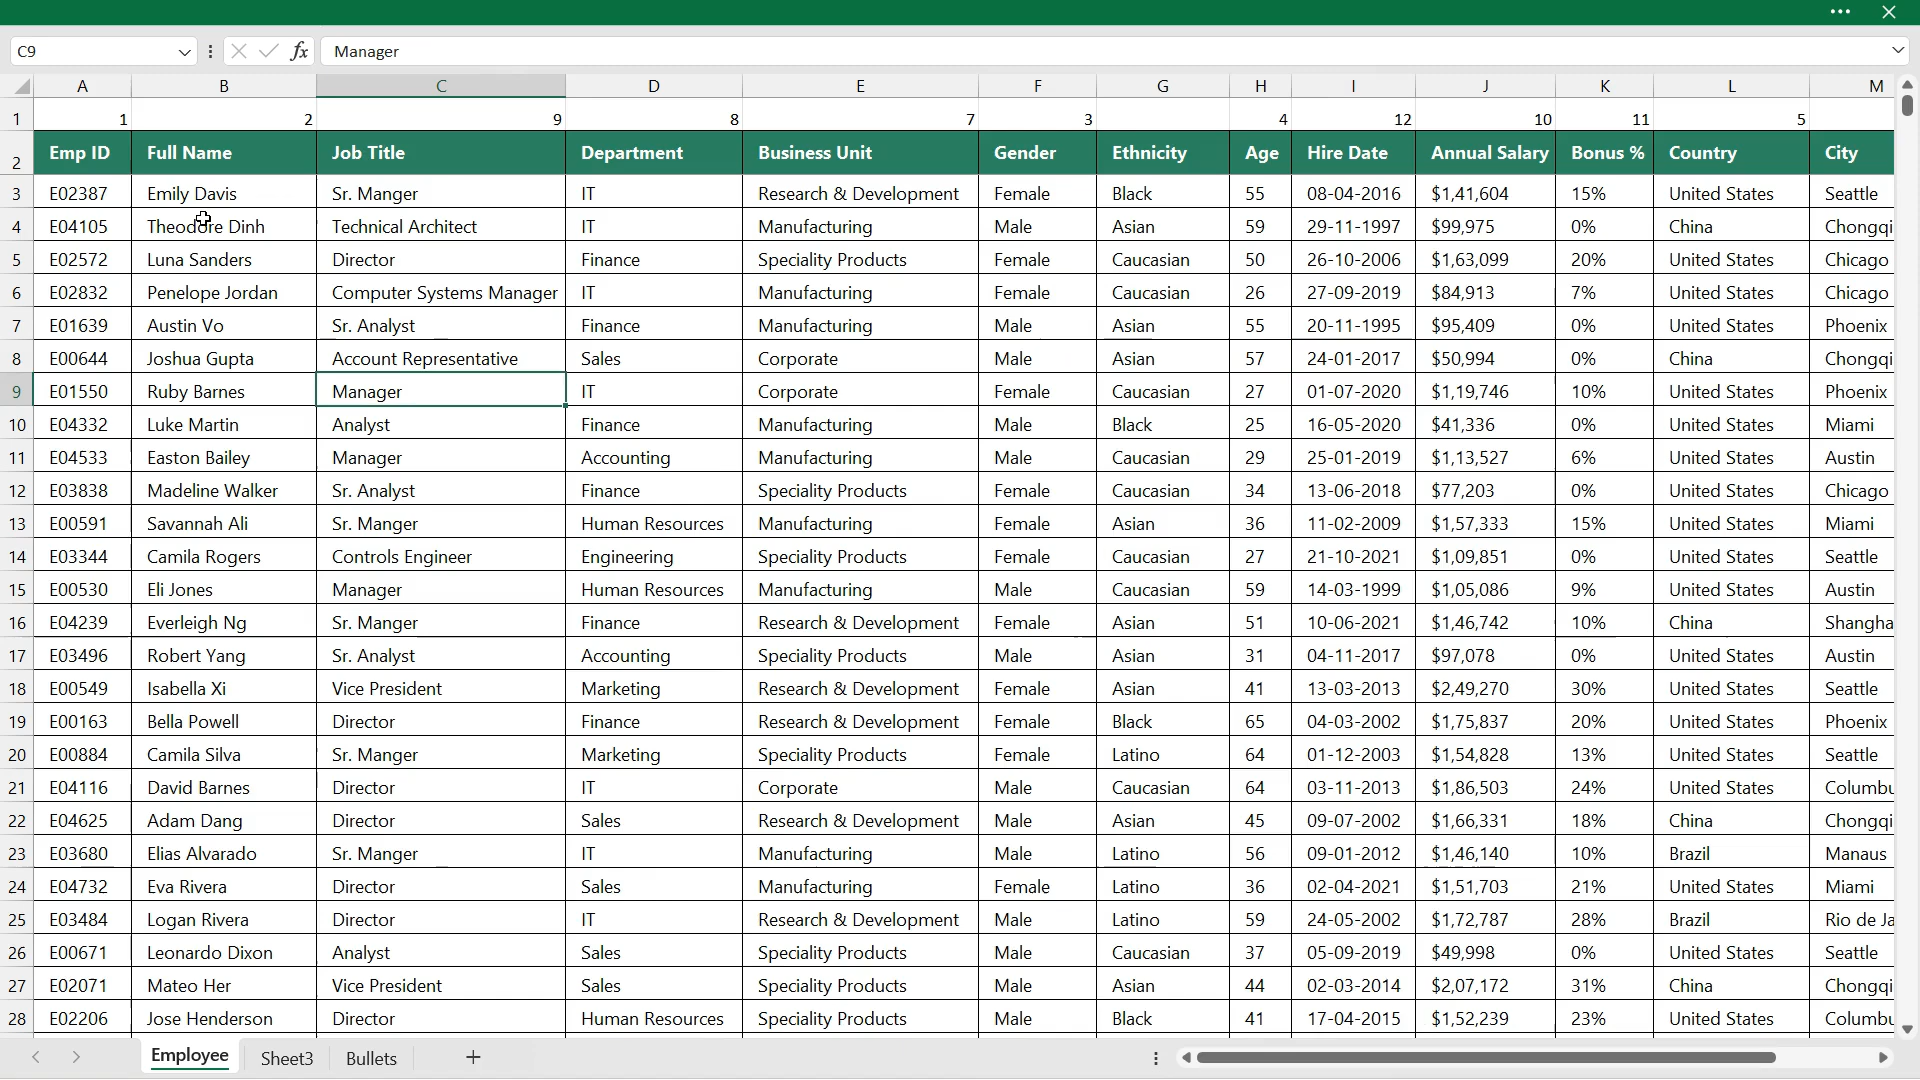 C9 fx Manager
A B C D E F G H I J K L M
1 1 2 9 8 7 3 4 12 10 11 5
2 Emp ID Full Name Job Title Department Business Unit Gender Ethnicity Age Hire Date Annual Salary Bonus % Country City
3 E02387 Emily Davis Sr. Manger IT Research & Development Female Black 55 08-04-2016 $1,41,604 15% United States Seattle
4 E04105 Theodore Dinh Technical Architect IT Manufacturing Male Asian 59 29-11-1997 $99,975 0% China Chongqi
5 E02572 Luna Sanders Director Finance Speciality Products Female Caucasian 50 26-10-2006 $1,63,099 20% United States Chicago
6 E02832 Penelope Jordan Computer Systems Manager IT Manufacturing Female Caucasian 26 27-09-2019 $84,913 7% United States Chicago
7 E01639 Austin Vo Sr. Analyst Finance Manufacturing Male Asian 55 20-11-1995 $95,409 0% United States Phoenix
8 E00644 Joshua Gupta Account Representative Sales Corporate Male Asian 57 24-01-2017 $50,994 0% China Chongqi
9 E01550 Ruby Barnes Manager IT Corporate Female Caucasian 27 01-07-2020 $1,19,746 10% United States Phoenix
10 E04332 Luke Martin Analyst Finance Manufacturing Male Black 25 16-05-2020 $41,336 0% United States Miami
11 E04533 Easton Bailey Manager Accounting Manufacturing Male Caucasian 29 25-01-2019 $1,13,527 6% United States Austin
12 E03838 Madeline Walker Sr. Analyst Finance Speciality Products Female Caucasian 34 13-06-2018 $77,203 0% United States Chicago
13 E00591 Savannah Ali Sr. Manger Human Resources Manufacturing Female Asian 36 11-02-2009 $1,57,333 15% United States Miami
14 E03344 Camila Rogers Controls Engineer Engineering Speciality Products Female Caucasian 27 21-10-2021 $1,09,851 0% United States Seattle
15 E00530 Eli Jones Manager Human Resources Manufacturing Male Caucasian 59 14-03-1999 $1,05,086 9% United States Austin
16 E04239 Everleigh Ng Sr. Manger Finance Research & Development Female Asian 51 10-06-2021 $1,46,742 10% China Shangha
17 E03496 Robert Yang Sr. Analyst Accounting Speciality Products Male Asian 31 04-11-2017 $97,078 0% United States Austin
18 E00549 Isabella Xi Vice President Marketing Research & Development Female Asian 41 13-03-2013 $2,49,270 30% United States Seattle
19 E00163 Bella Powell Director Finance Research & Development Female Black 65 04-03-2002 $1,75,837 20% United States Phoenix
20 E00884 Camila Silva Sr. Manger Marketing Speciality Products Female Latino 64 01-12-2003 $1,54,828 13% United States Seattle
21 E04116 David Barnes Director IT Corporate Male Caucasian 64 03-11-2013 $1,86,503 24% United States Columbu
22 E04625 Adam Dang Director Sales Research & Development Male Asian 45 09-07-2002 $1,66,331 18% China Chongqi
23 E03680 Elias Alvarado Sr. Manger IT Manufacturing Male Latino 56 09-01-2012 $1,46,140 10% Brazil Manaus
24 E04732 Eva Rivera Director Sales Manufacturing Female Latino 36 02-04-2021 $1,51,703 21% United States Miami
25 E03484 Logan Rivera Director IT Research & Development Male Latino 59 24-05-2002 $1,72,787 28% Brazil Rio de Ja
26 E00671 Leonardo Dixon Analyst Sales Speciality Products Male Caucasian 37 05-09-2019 $49,998 0% United States Seattle
27 E02071 Mateo Her Vice President Sales Speciality Products Male Asian 44 02-03-2014 $2,07,172 31% China Chongqi
28 E02206 Jose Henderson Director Human Resources Speciality Products Male Black 41 17-04-2015 $1,52,239 23% United States Columbu
Employee Sheet3 Bullets